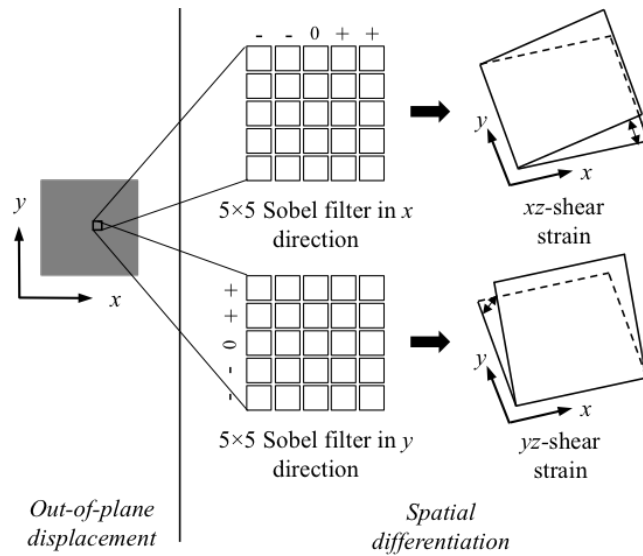 - - 0 + +
y
x
5×5 Sobel filter in x
direction
y
x
xz-shear
strain
+
+
0
-
-
5×5 Sobel filter in y
direction
y
x
yz-shear
strain
Out-of-plane
displacement
Spatial
differentiation